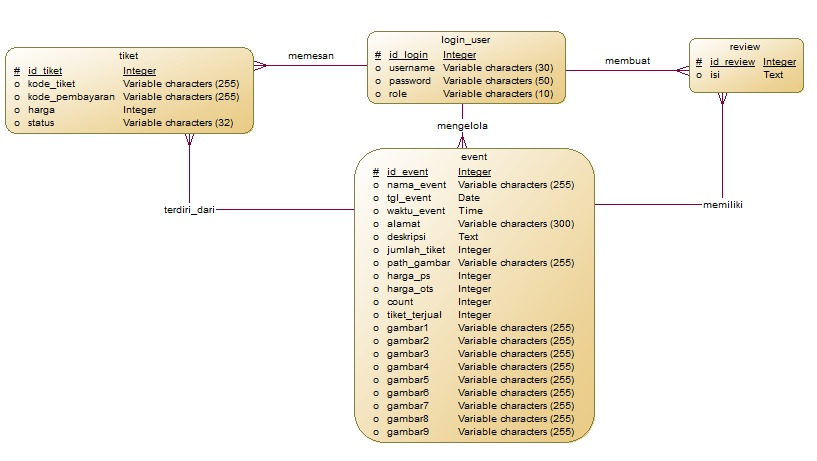 tiket
# id_tiket Integer
o kode_tiket Variable characters (255)
o kode_pembayaran Variable characters (255)
o harga Integer
o status Variable characters (32)
memesan
login_user
# id_login Integer
o username Variable characters (30)
o password Variable characters (50)
o role Variable characters (10)
membuat
review
# id_review Integer
o isi Text
mengelola
event
# id_event Integer
o nama_event Variable characters (255)
o tgl_event Date
o waktu_event Time
o alamat Variable characters (300)
o deskripsi Text
o jumlah_tiket Integer
o path_gambar Variable characters (255)
o harga_ps Integer
o harga_ots Integer
o count Integer
o tiket_terjual Integer
o gambar1 Variable characters (255)
o gambar2 Variable characters (255)
o gambar3 Variable characters (255)
o gambar4 Variable characters (255)
o gambar5 Variable characters (255)
o gambar6 Variable characters (255)
o gambar7 Variable characters (255)
o gambar8 Variable characters (255)
o gambar9 Variable characters (255)
terdiri_dari
memiliki